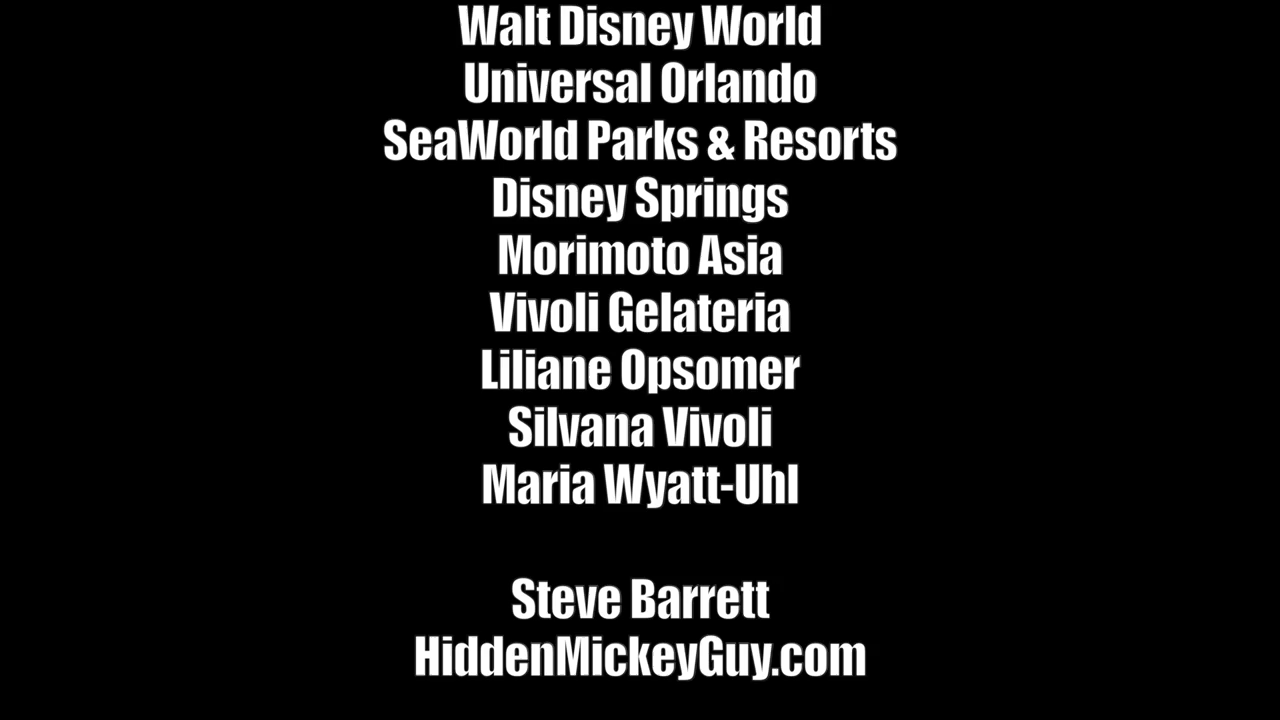 Walt Disney World
Universal Orlando
SeaWorld Parks & Resorts
Disney Springs
Morimoto Asia
Vivoli Gelateria
Liliane Opsomer
Silvana Vivoli
Maria Wyatt-Uhl
Steve Barrett
HiddenMickeyGuy.com